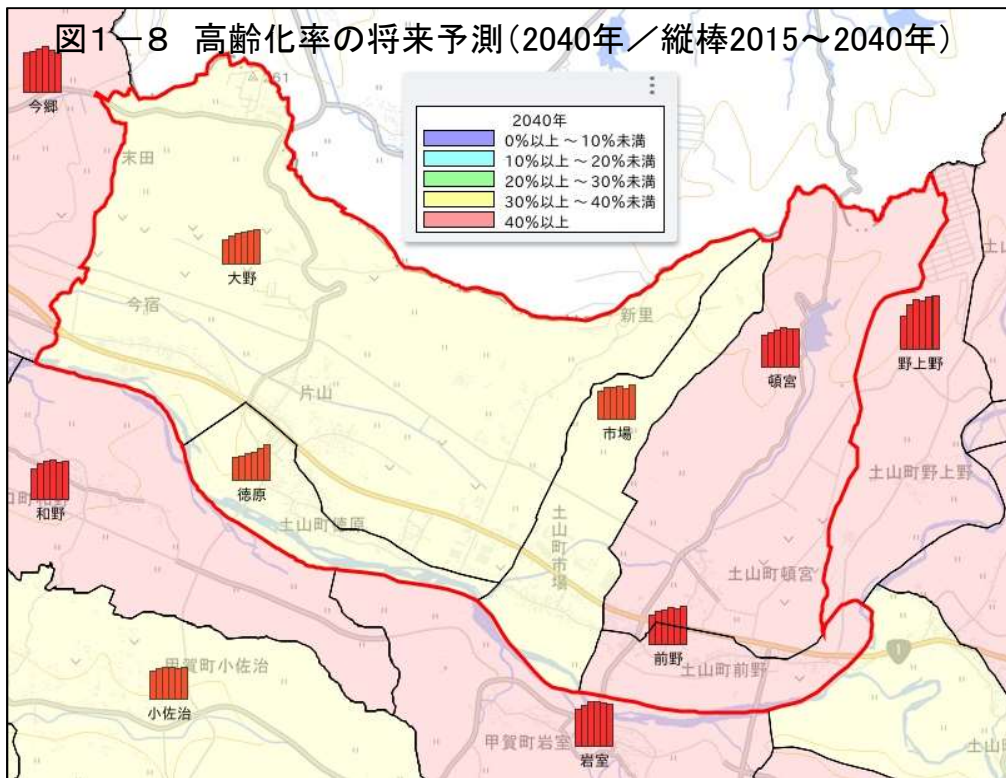 図1-8 高齢化率の将来予測(2040年/縦棒2015~2040年)
2040年
0%以上 ~ 10%未満
10%以上 ~ 20%未満
20%以上 ~ 30%未満
30%以上 ~ 40%未満
40%以上
今郷
261
末田
大野
今宿
新里
頓宮
野上野
片山
市場
徳原
土山町野上野
和野
土山町徳原
土山町市場
土山町頓宮
前野
土山町前野
1
甲賀町小佐治
小佐治
甲賀町岩室
岩室